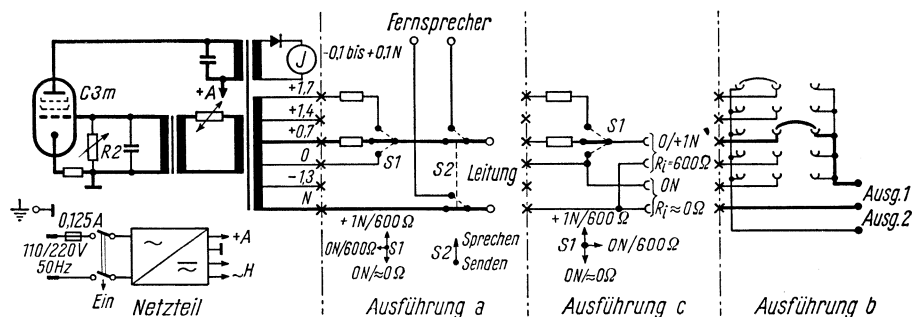 Fernsprecher
C3m
+A
J
-0,1 bis +0,1N
+1,7
+1,4
+0,7
0
-1,3
N
R2
S1
S2
Leitung
S1
0/+1N
Ri=600Ω
0N
Ri≈0Ω
Ausg.1
Ausg.2
0,125A
110/220V
50Hz
Ein
+A
~H
Netzteil
+1N/600Ω
0N/600Ω
S1
0N/≈0Ω
S2
Sprechen
Senden
Ausführung a
+1N/600Ω
S1
0N/600Ω
0N/≈0Ω
Ausführung c
Ausführung b